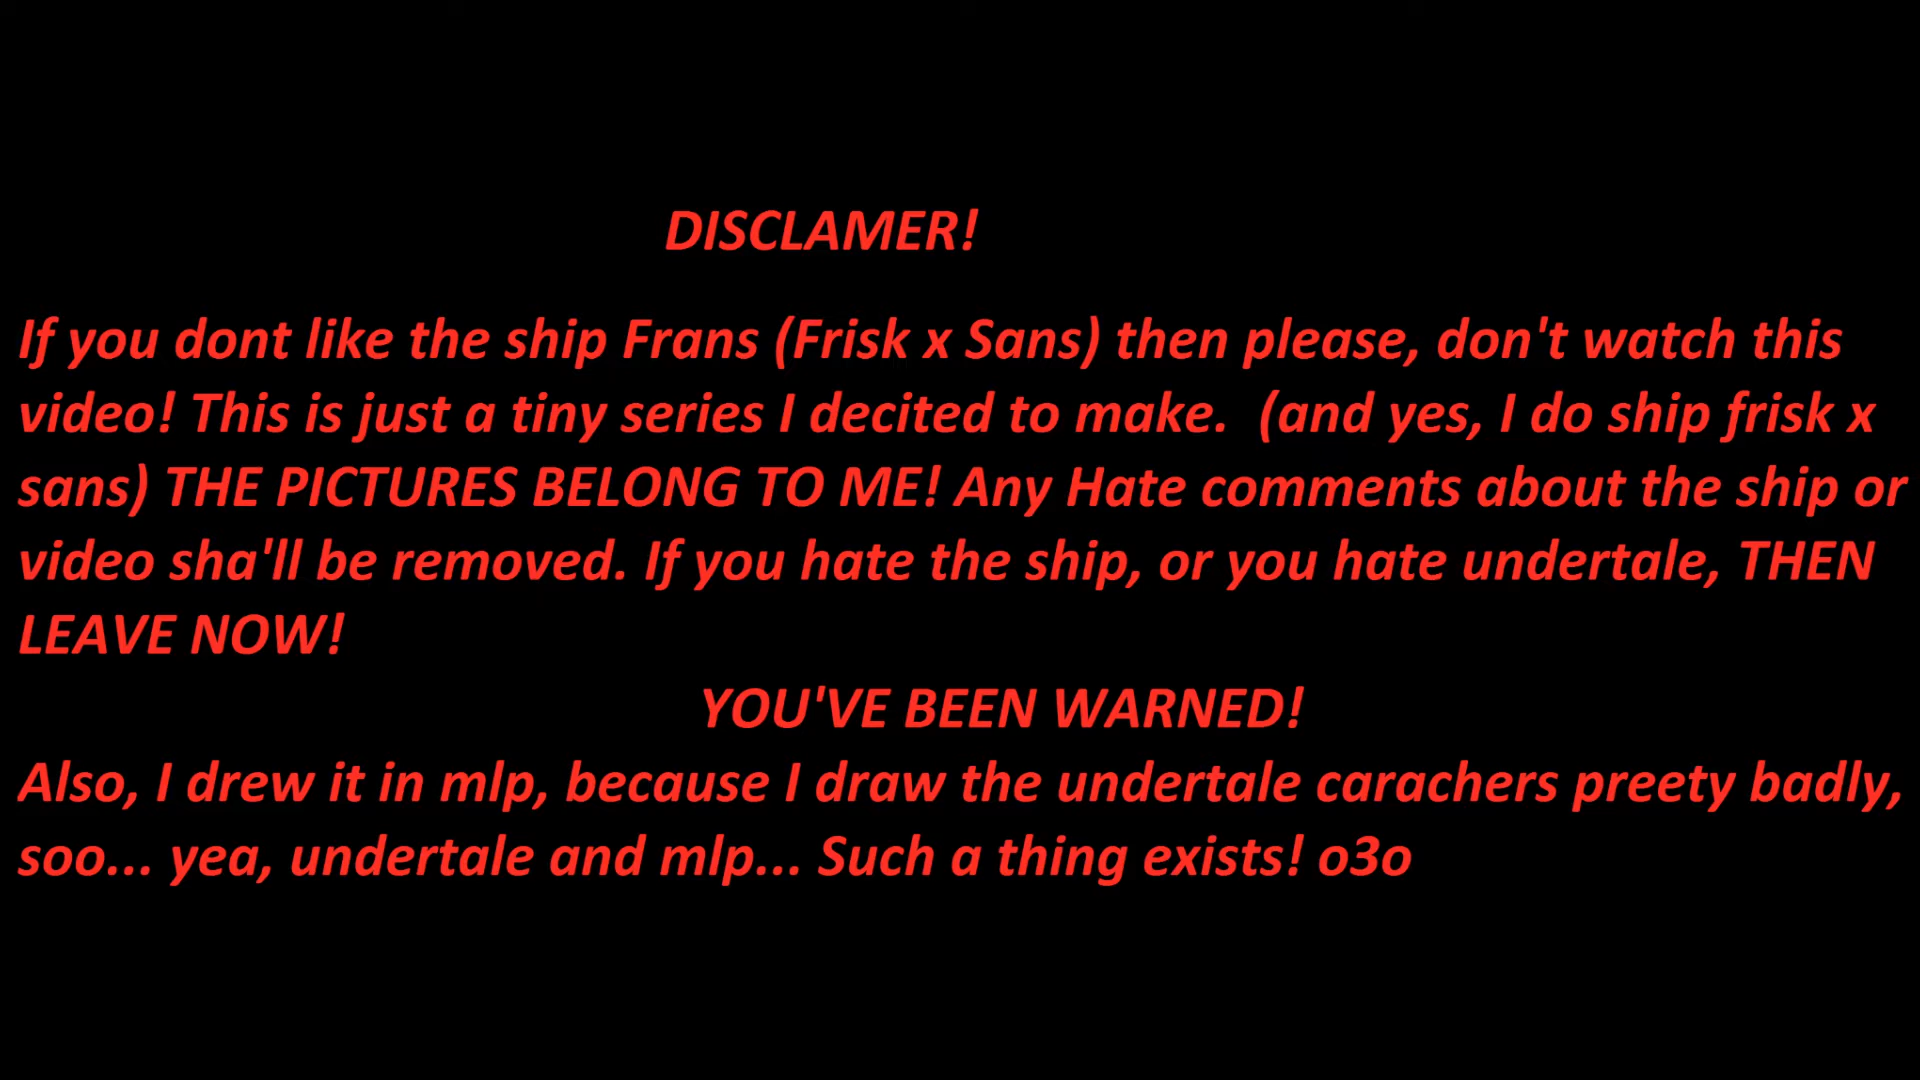 DISCLAMER!
If you dont like the ship Frans (Frisk x Sans) then please, don't watch this
video! This is just a tiny series I decited to make.  (and yes, I do ship frisk x
sans) THE PICTURES BELONG TO ME! Any Hate comments about the ship or
video sha'll be removed. If you hate the ship, or you hate undertale, THEN
LEAVE NOW!
YOU'VE BEEN WARNED!
Also, I drew it in mlp, because I draw the undertale carachers preety badly,
soo... yea, undertale and mlp... Such a thing exists! o3o